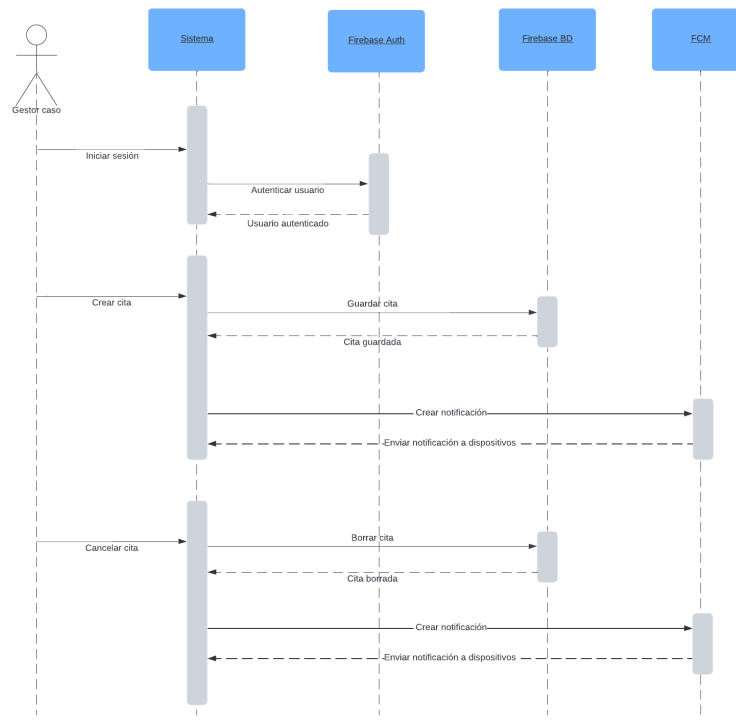 Sistema
Firebase Auth
Firebase BD
FCM
Gestor caso
Iniciar sesión
Autenticar usuario
Usuario autenticado
Crear cita
Guardar cita
Cita guardada
Crear notificación
Enviar notificación a dispositivos
Cancelar cita
Borrar cita
Cita borrada
Crear notificación
Enviar notificación a dispositivos